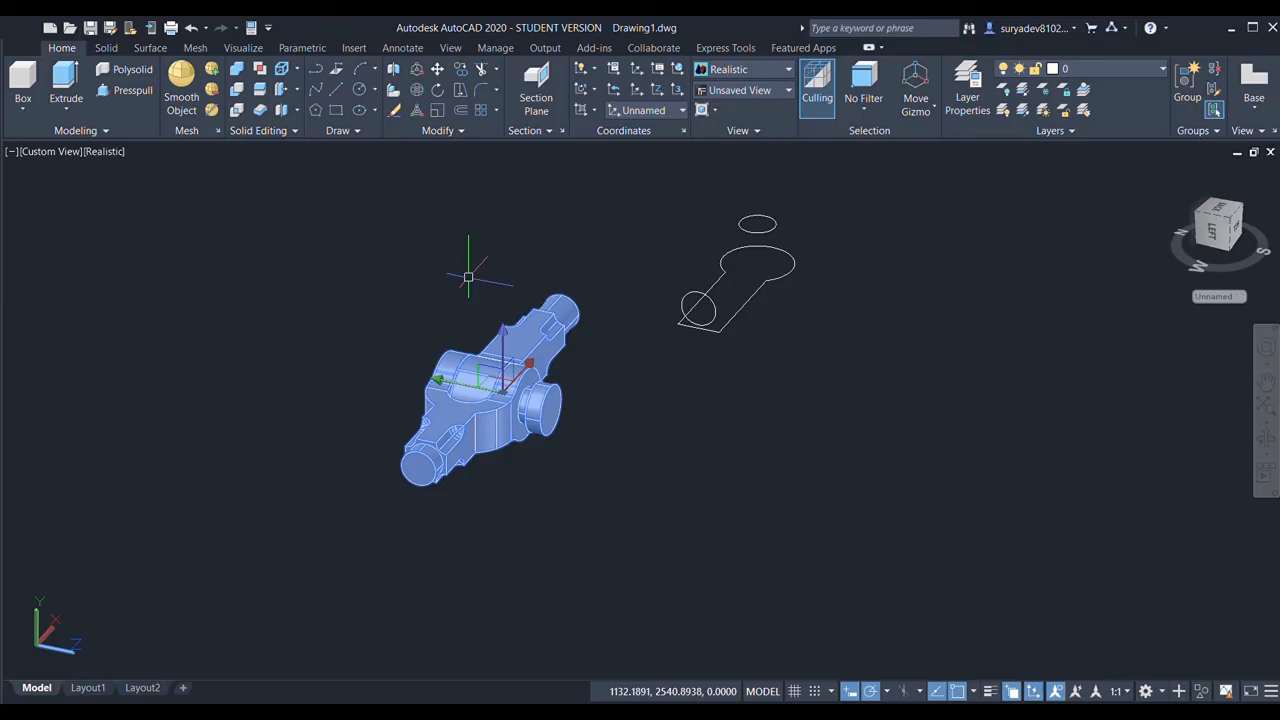 Autodesk AutoCAD 2020 - STUDENT VERSION Drawing1.dwg
Type a keyword or phrase
suryadev8102...
Home Solid Surface Mesh Visualize Parametric Insert Annotate View Manage Output Add-ins Collaborate Express Tools Featured Apps
Box
Extrude
Polysolid
Presspull
Smooth
Object
Section
Plane
Unnamed
Realistic
Unsaved View
Culling
No Filter
Move
Gizmo
Layer
Properties
0
Group
Base
Modeling
Mesh
Solid Editing
Draw
Modify
Section
Coordinates
View
Selection
Layers
Groups
View
[−][Custom View][Realistic]
LEFT
N
S
W
Unnamed
Y
X
Z
Model Layout1 Layout2 +
1132.1891, 2540.8938, 0.0000 MODEL 1:1